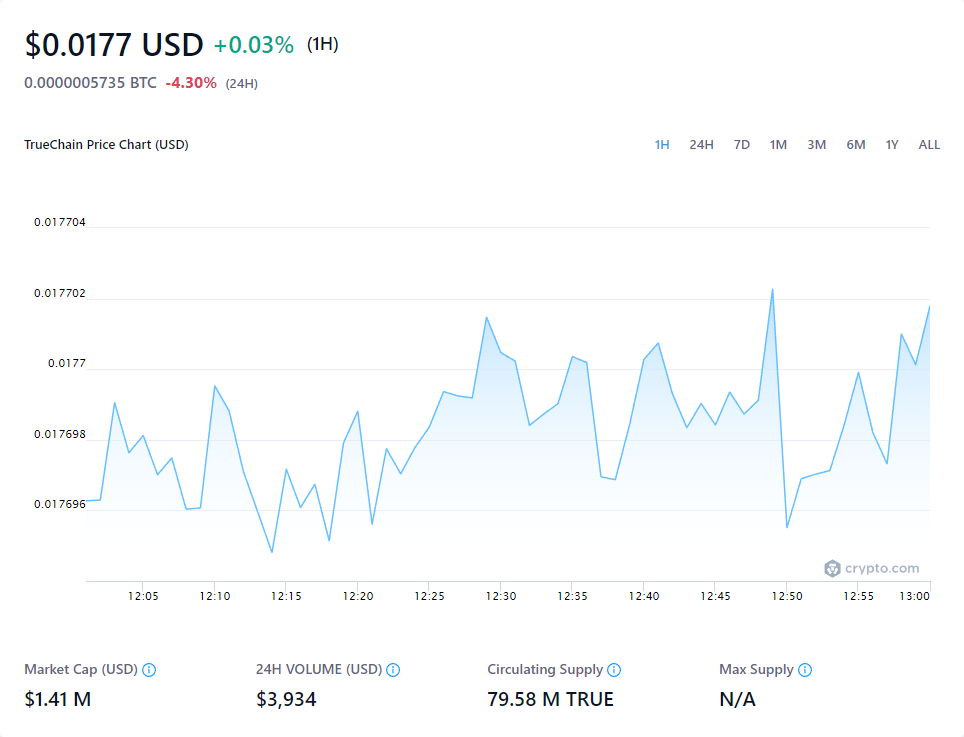 $0.0177 USD +0.03% (1H)
0.0000005735 BTC -4.30% (24H)
TrueChain Price Chart (USD) 1H 24H 7D 1M 3M 6M 1Y ALL
0.017704
0.017702
0.0177
0.017698
0.017696
crypto.com
12:05 12:10 12:15 12:20 12:25 12:30 12:35 12:40 12:45 12:50 12:55 13:00
Market Cap (USD) 24H VOLUME (USD) Circulating Supply Max Supply
$1.41 M $3,934 79.58 M TRUE N/A